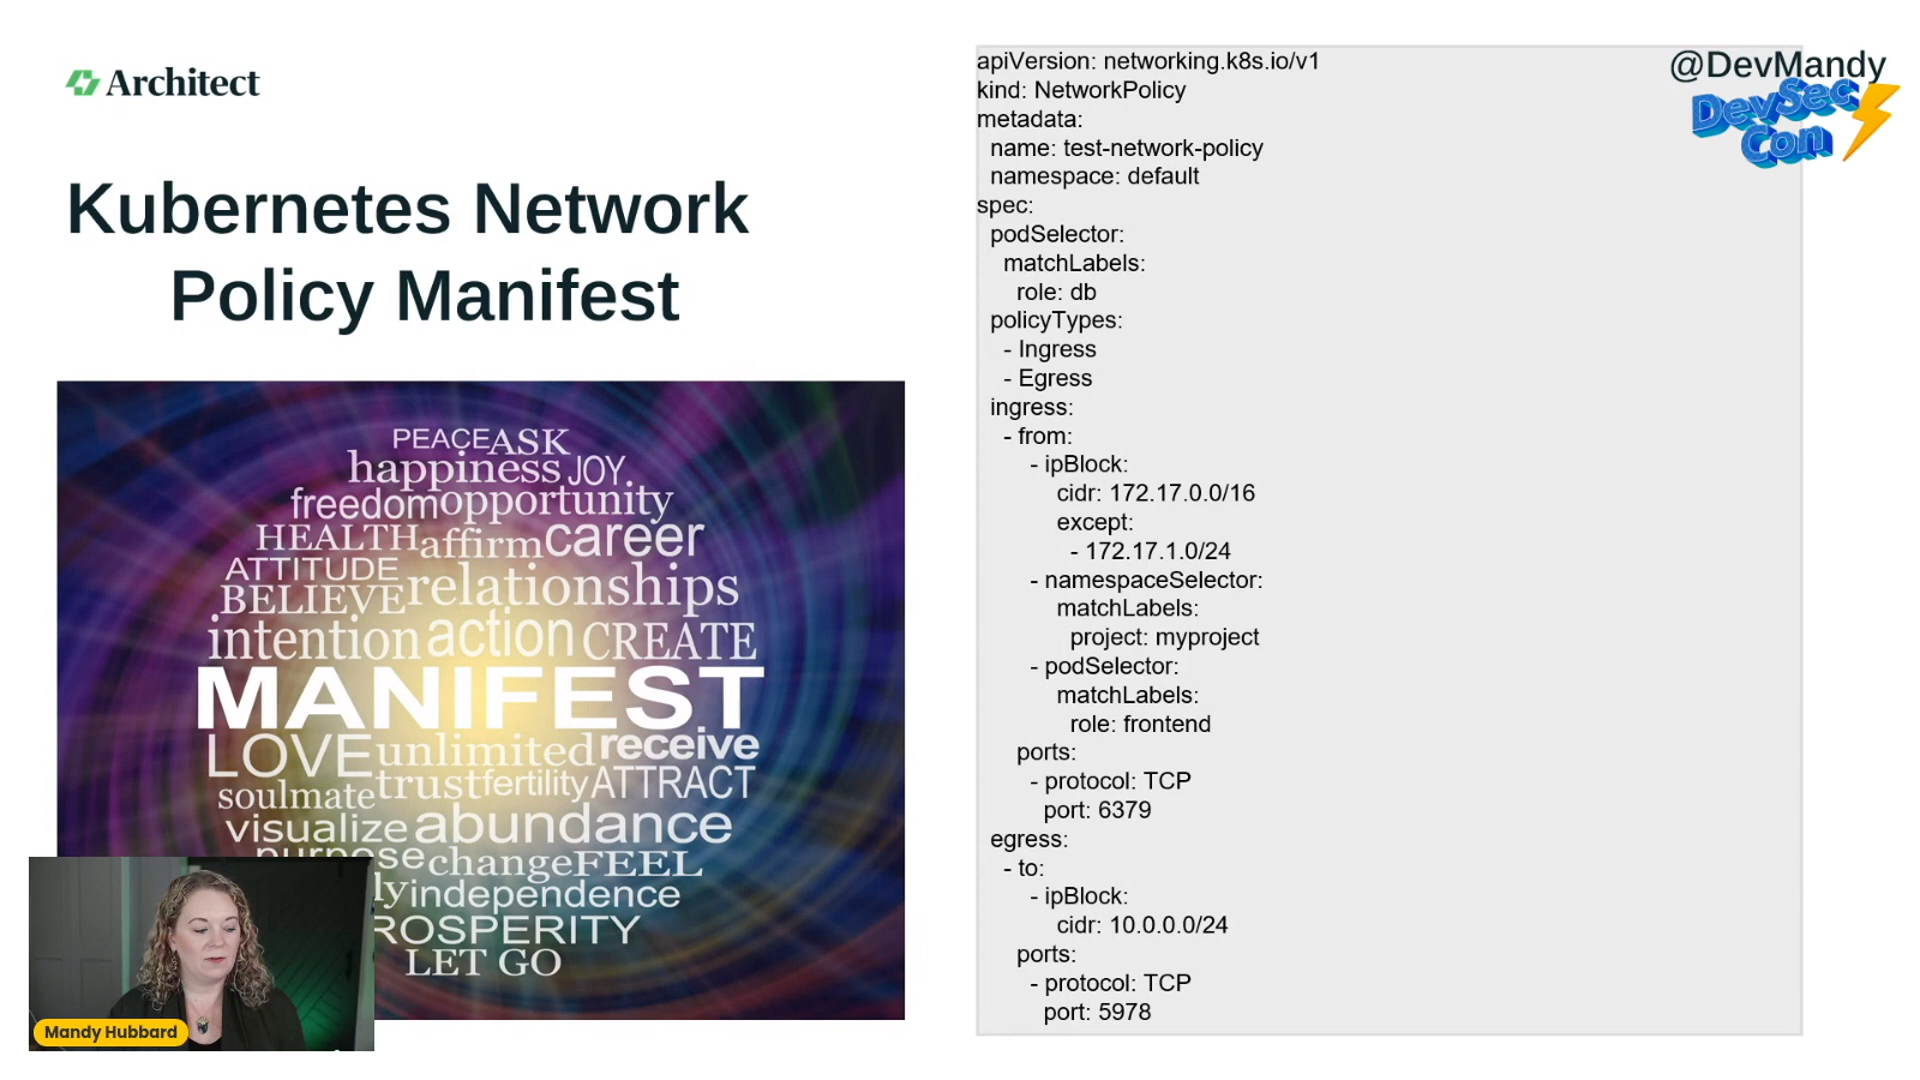 Architect
Kubernetes Network
Policy Manifest
PEACE ASK
happiness JOY
freedom opportunity
HEALTH affirm career
ATTITUDE
BELIEVE relationships
intention action CREATE
MANIFEST
LOVE unlimited receive
soulmate trust fertility ATTRACT
visualize abundance
purpose change FEEL
ly independence
ROSPERITY
LET GO
Mandy Hubbard
apiVersion: networking.k8s.io/v1
kind: NetworkPolicy
metadata:
  name: test-network-policy
  namespace: default
spec:
  podSelector:
    matchLabels:
      role: db
  policyTypes:
    - Ingress
    - Egress
  ingress:
    - from:
        - ipBlock:
            cidr: 172.17.0.0/16
            except:
              - 172.17.1.0/24
        - namespaceSelector:
            matchLabels:
              project: myproject
        - podSelector:
            matchLabels:
              role: frontend
      ports:
        - protocol: TCP
          port: 6379
  egress:
    - to:
        - ipBlock:
            cidr: 10.0.0.0/24
      ports:
        - protocol: TCP
          port: 5978
@DevMandy
DevSec
Con